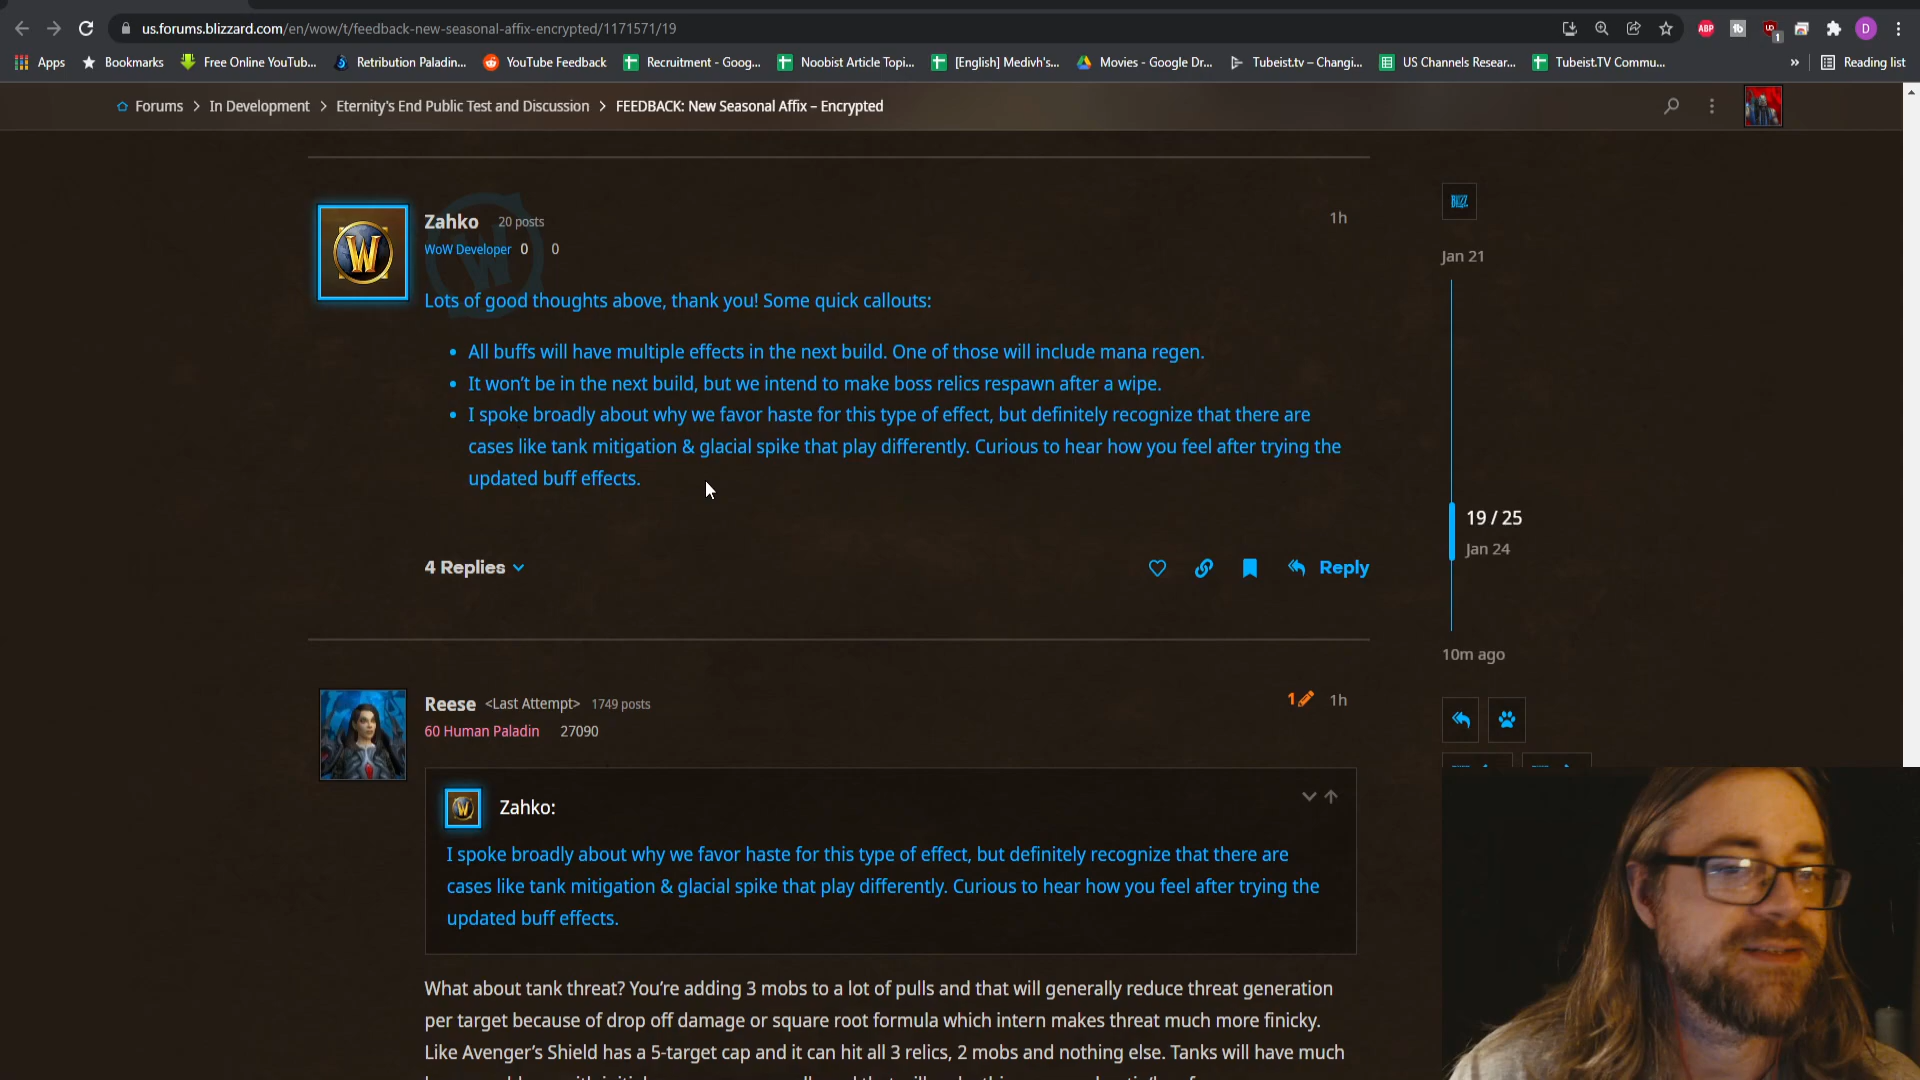 us.forums.blizzard.com/en/wow/t/feedback-new-seasonal-affix-encrypted/1171571/19
ABP
1
D
Apps
Bookmarks
Free Online YouTub...
Retribution Paladin...
YouTube Feedback
Recruitment - Goog...
Noobist Article Topi...
[English] Medivh's...
Movies - Google Dr...
Tubeist.tv – Changi...
US Channels Resear...
Tubeist.TV Commu...
»
Reading list
Forums > In Development > Eternity's End Public Test and Discussion > FEEDBACK: New Seasonal Affix – Encrypted
Zahko 20 posts 1h
WoW Developer 0 0
Lots of good thoughts above, thank you! Some quick callouts:
• All buffs will have multiple effects in the next build. One of those will include mana regen.
• It won't be in the next build, but we intend to make boss relics respawn after a wipe.
• I spoke broadly about why we favor haste for this type of effect, but definitely recognize that there are
cases like tank mitigation & glacial spike that play differently. Curious to hear how you feel after trying the
updated buff effects.
4 Replies
Reply
BLIZZ
Jan 21
19 / 25
Jan 24
10m ago
Reese <Last Attempt> 1749 posts 1 1h
60 Human Paladin 27090
Zahko:
I spoke broadly about why we favor haste for this type of effect, but definitely recognize that there are
cases like tank mitigation & glacial spike that play differently. Curious to hear how you feel after trying the
updated buff effects.
What about tank threat? You're adding 3 mobs to a lot of pulls and that will generally reduce threat generation
per target because of drop off damage or square root formula which intern makes threat much more finicky.
Like Avenger's Shield has a 5-target cap and it can hit all 3 relics, 2 mobs and nothing else. Tanks will have much